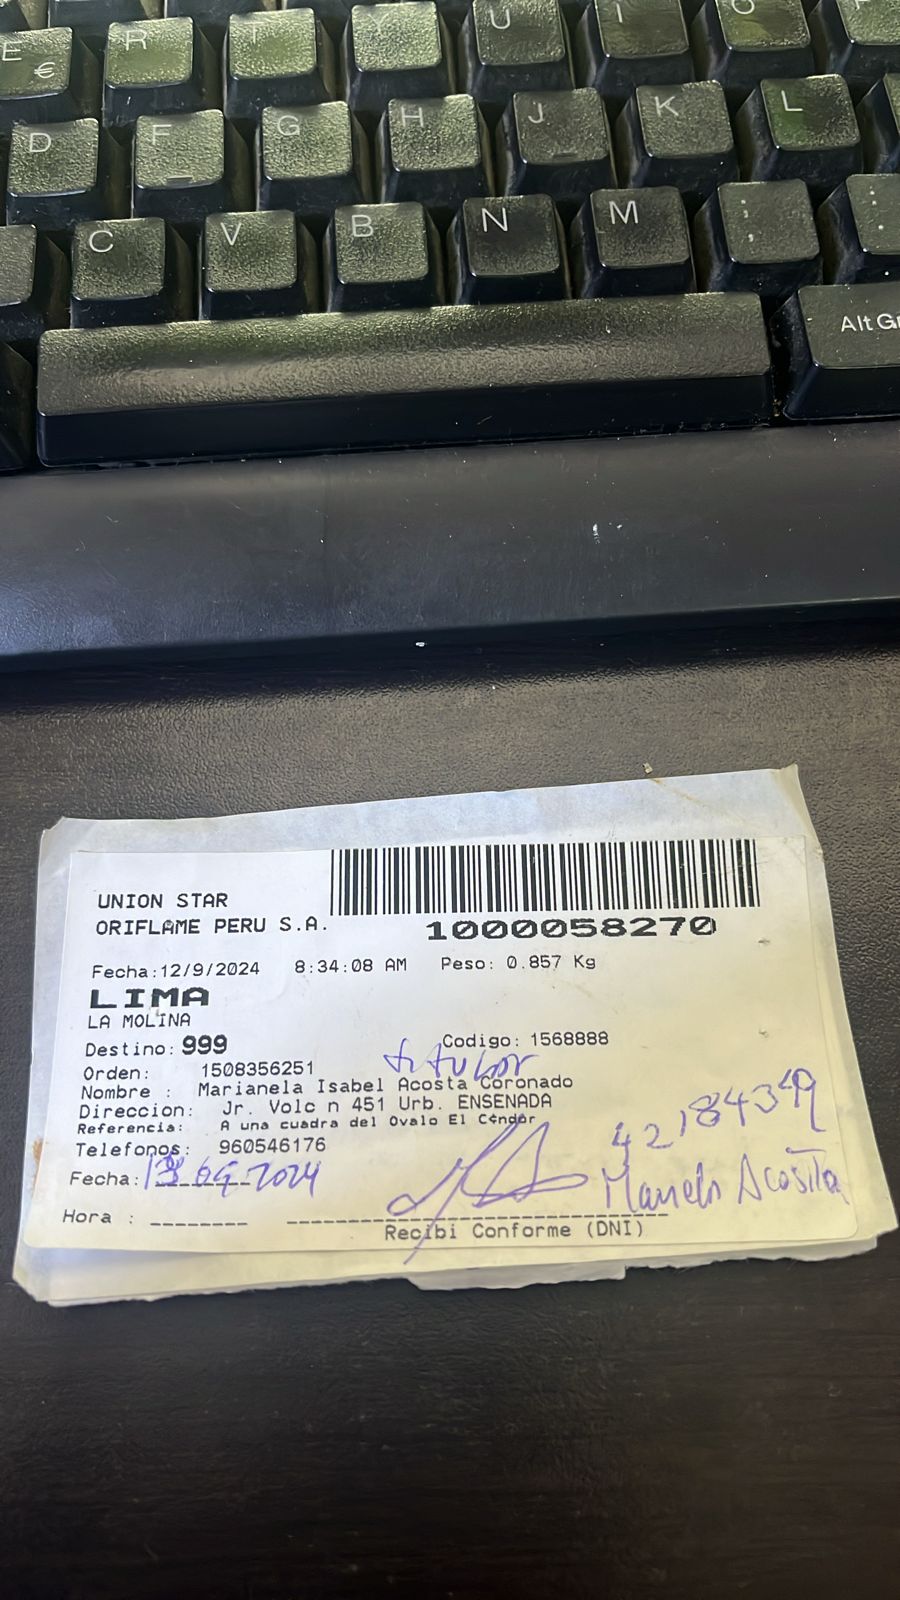 E R T Y U I O
€
D F G H J K L
C V B N M ; :
Alt Gr
UNION STAR
ORIFLAME PERU S.A.
1000058270
Fecha:12/9/2024 8:34:08 AM Peso: 0.857 Kg
LIMA
LA MOLINA
Destino: 999 Codigo: 1568888
Orden: 1508356251 titular
Nombre : Marianela Isabel Acosta Coronado
Direccion: Jr. Volc n 451 Urb. ENSENADA
Referencia: A una cuadra del Ovalo El C¢ndor
Telefonos: 960546176
Fecha: 13 09 2024
Acosta
Hora :
Recibi Conforme (DNI)